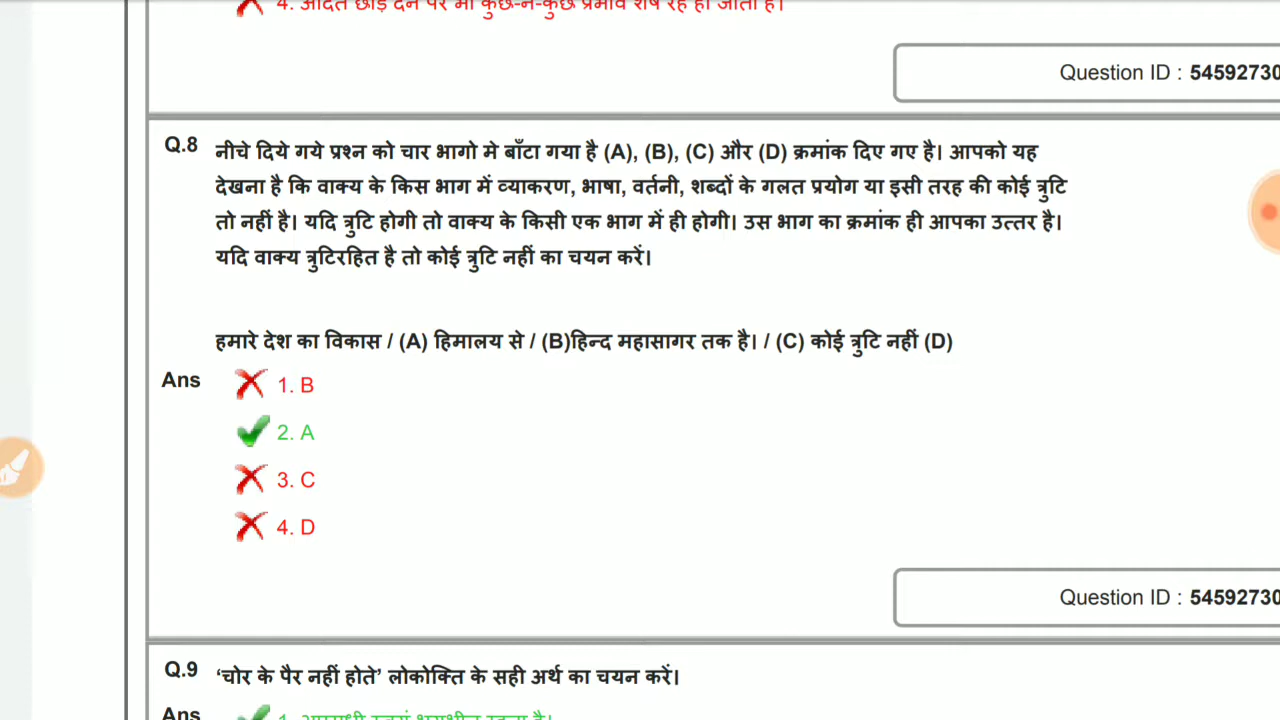 4. आदत छोड़ देने पर भी कुछ-न-कुछ प्रभाव शेष रह ही जाता है।
Question ID : 54592730
Q.8 नीचे दिये गये प्रश्न को चार भागो मे बाँटा गया है (A), (B), (C) और (D) क्रमांक दिए गए है। आपको यह
देखना है कि वाक्य के किस भाग में व्याकरण, भाषा, वर्तनी, शब्दों के गलत प्रयोग या इसी तरह की कोई त्रुटि
तो नहीं है। यदि त्रुटि होगी तो वाक्य के किसी एक भाग में ही होगी। उस भाग का क्रमांक ही आपका उत्तर है।
यदि वाक्य त्रुटिरहित है तो कोई त्रुटि नहीं का चयन करें।
हमारे देश का विकास / (A) हिमालय से / (B)हिन्द महासागर तक है। / (C) कोई त्रुटि नहीं (D)
Ans 1. B
2. A
3. C
4. D
Question ID : 54592730
Q.9 ‘चोर के पैर नहीं होते’ लोकोक्ति के सही अर्थ का चयन करें।
Ans 1.